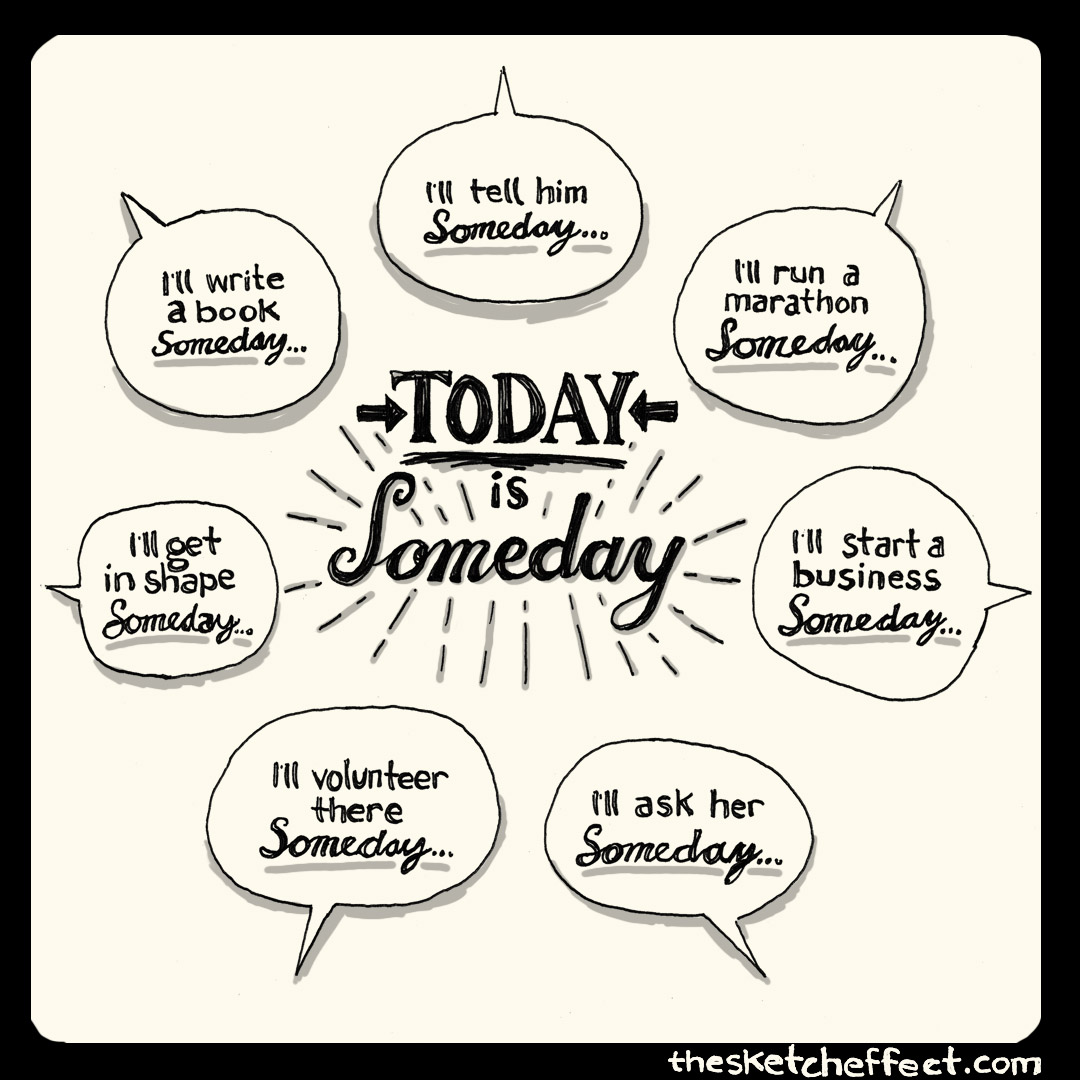 I'll tell him
Someday...
I'll write
a book
Someday...
I'll run a
marathon
Someday...
TODAY
is
Someday
I'll get
in shape
Someday...
I'll start a
business
Someday...
I'll volunteer
there
Someday...
I'll ask her
Someday...
thesketcheffect.com